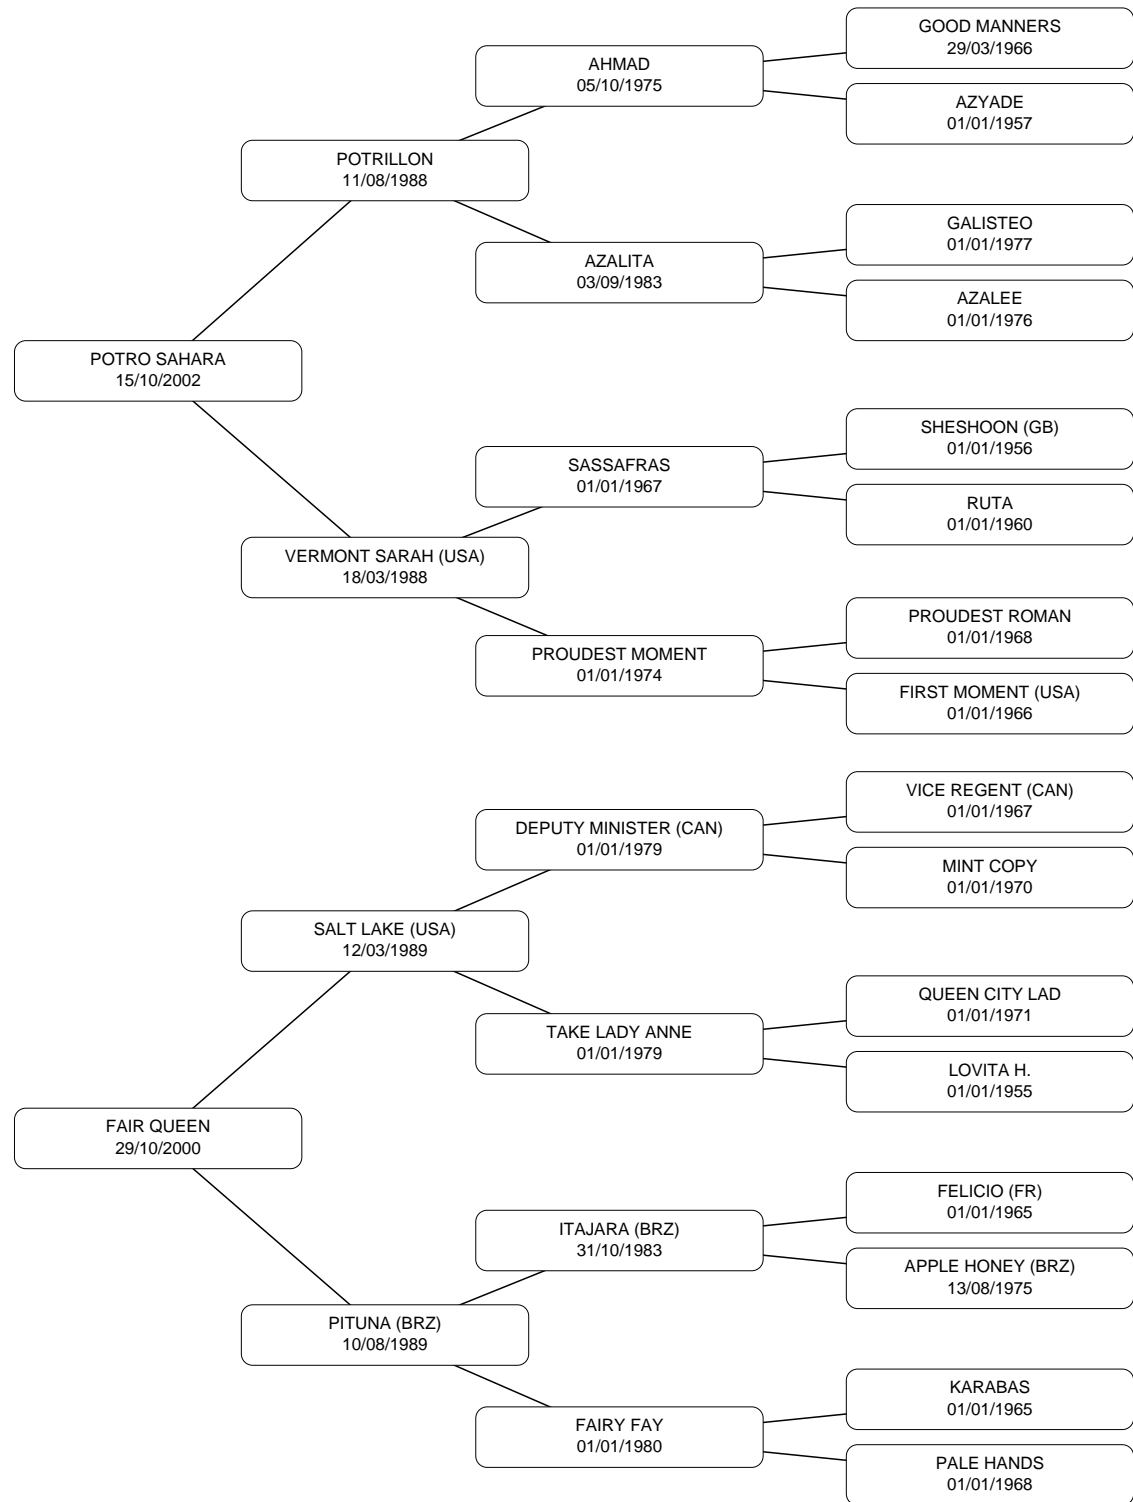 GOOD MANNERS
29/03/1966
AHMAD
05/10/1975
AZYADE
01/01/1957
POTRILLON
11/08/1988
GALISTEO
01/01/1977
AZALITA
03/09/1983
AZALEE
01/01/1976
POTRO SAHARA
15/10/2002
SHESHOON (GB)
01/01/1956
SASSAFRAS
01/01/1967
RUTA
01/01/1960
VERMONT SARAH (USA)
18/03/1988
PROUDEST ROMAN
01/01/1968
PROUDEST MOMENT
01/01/1974
FIRST MOMENT (USA)
01/01/1966
VICE REGENT (CAN)
01/01/1967
DEPUTY MINISTER (CAN)
01/01/1979
MINT COPY
01/01/1970
SALT LAKE (USA)
12/03/1989
QUEEN CITY LAD
01/01/1971
TAKE LADY ANNE
01/01/1979
LOVITA H.
01/01/1955
FAIR QUEEN
29/10/2000
FELICIO (FR)
01/01/1965
ITAJARA (BRZ)
31/10/1983
APPLE HONEY (BRZ)
13/08/1975
PITUNA (BRZ)
10/08/1989
KARABAS
01/01/1965
FAIRY FAY
01/01/1980
PALE HANDS
01/01/1968